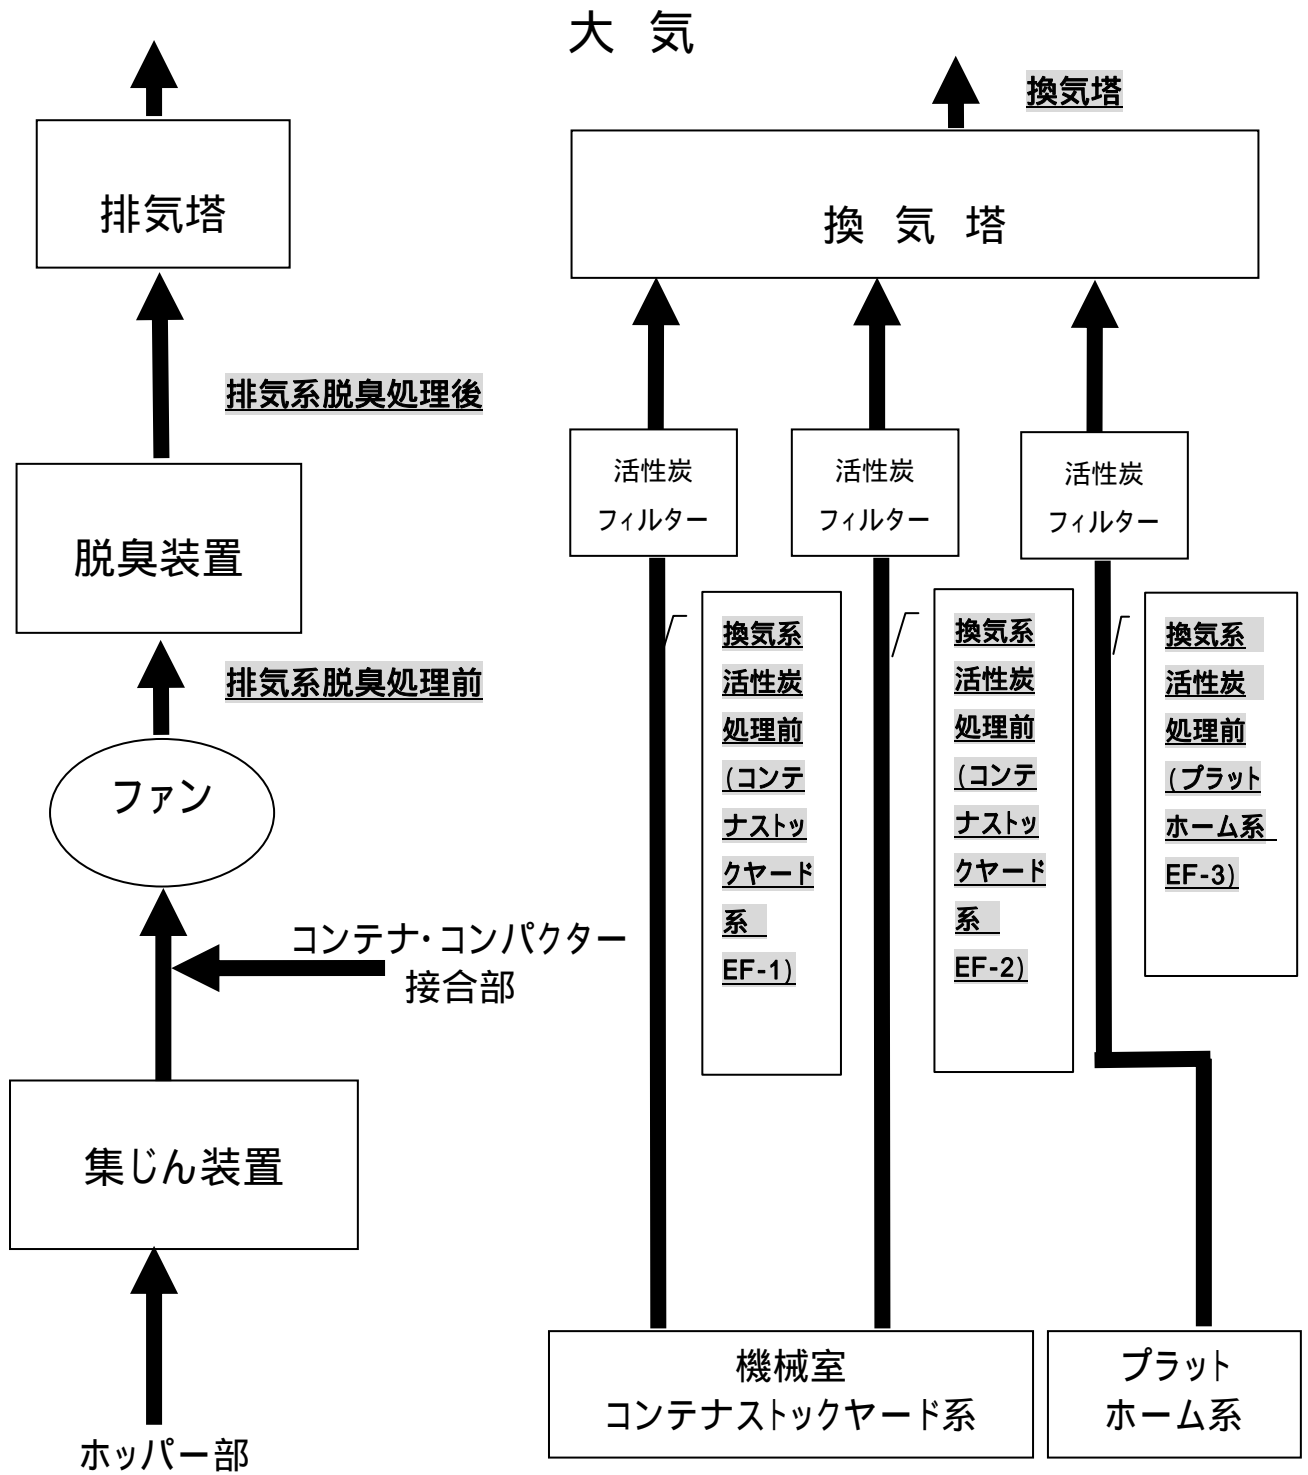 大　気
換気塔
排気塔
換　気　塔
排気系脱臭処理後
活性炭
フィルター
活性炭
フィルター
活性炭
フィルター
脱臭装置
排気系脱臭処理前
換気系
活性炭
処理前
(コンテ
ナストッ
クヤード
系
EF-1)
換気系
活性炭
処理前
(コンテ
ナストッ
クヤード
系
EF-2)
換気系
活性炭
処理前
(プラット
ホーム系
EF-3)
ファン
コンテナ・コンパクター
接合部
集じん装置
ホッパー部
機械室
コンテナストックヤード系
プラット
ホーム系